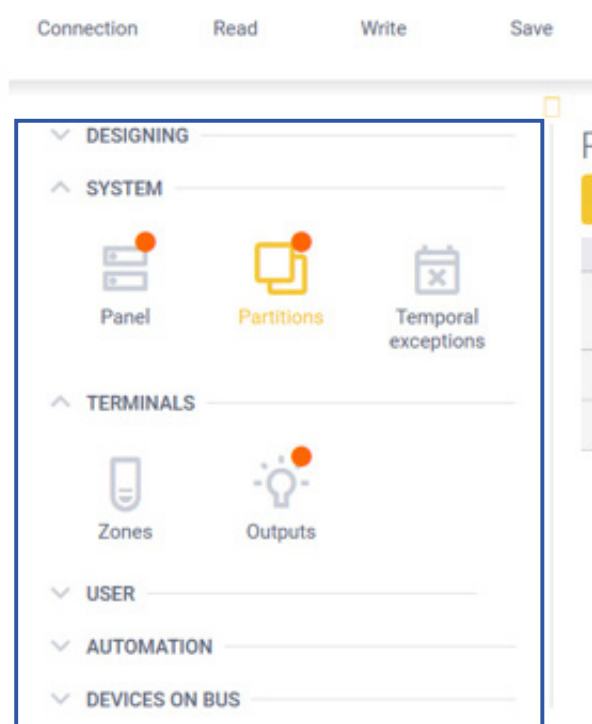 Connection Read Write Save
DESIGNING
SYSTEM
Panel Partitions Temporal
exceptions
TERMINALS
Zones Outputs
USER
AUTOMATION
DEVICES ON BUS